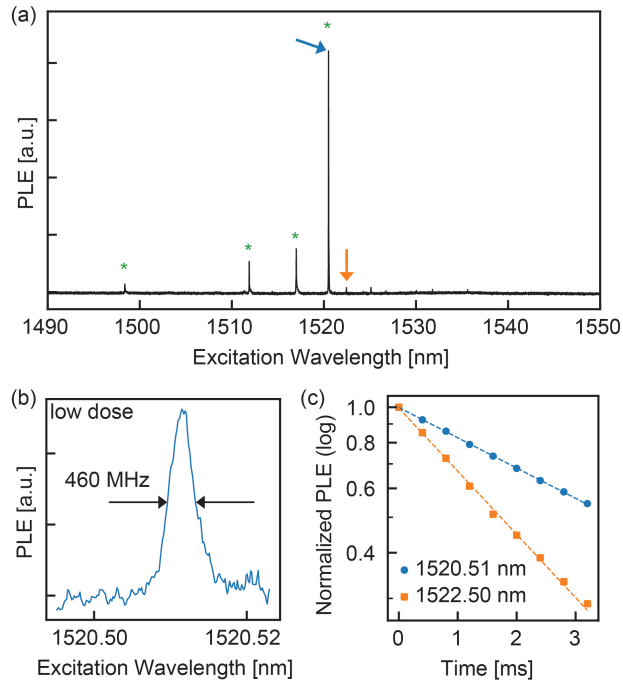 (a)
PLE [a.u.]
* * * *
1490 1500 1510 1520 1530 1540 1550
Excitation Wavelength [nm]
(b)
low dose
460 MHz
PLE [a.u.]
1520.50 1520.52
Excitation Wavelength [nm]
(c)
Normalized PLE (log)
1.0
0.8
0.6
0.4
1520.51 nm
1522.50 nm
0 1 2 3
Time [ms]